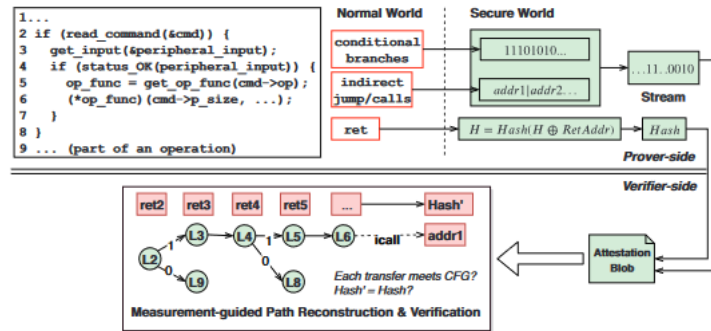 1...
2 if (read_command(&cmd)) {
3 get_input(&peripheral_input);
4 if (status_OK(peripheral_input)) {
5 op_func = get_op_func(cmd->op);
6 (*op_func)(cmd->p_size, ...);
7 }
8 }
9 ... (part of an operation)
Normal World
Secure World
conditional
branches
11101010...
indirect
jump/calls
addr1|addr2...
...11..0010
Stream
ret
H = Hash(H ⊕ RetAddr)
Hash
Prover-side
Verifier-side
ret2
ret3
ret4
ret5
...
Hash'
L2
1
0
L3
L9
L4
1
0
L5
L8
L6
icall
addr1
Each transfer meets CFG?
Hash' = Hash?
Measurement-guided Path Reconstruction & Verification
Attestation
Blob